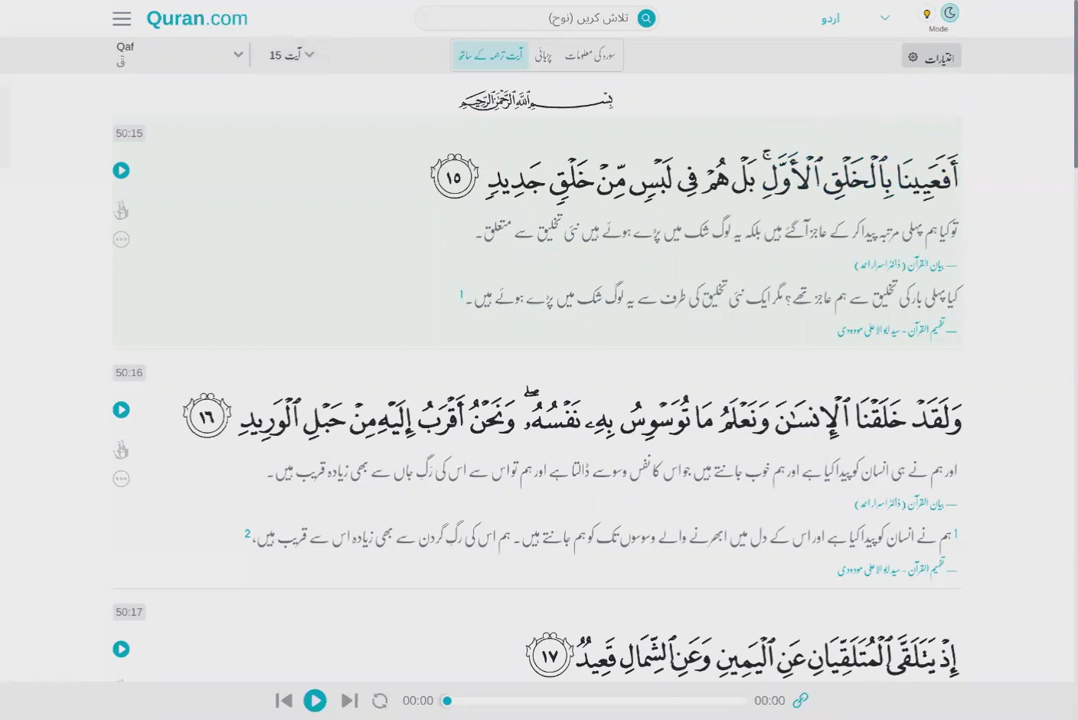 Quran.com
تلاش کریں (نوح)
اردو
Mode
Qaf
ق
آیت 15
آیت ترجمہ کے ساتھ
پڑہائی
سورہ کی معلومات
اختیارات
بِسْمِ اللَّهِ الرَّحْمَٰنِ الرَّحِيمِ
50:15
أَفَعَيِينَا بِٱلْخَلْقِ ٱلْأَوَّلِ ۚ بَلْ هُمْ فِى لَبْسٍ مِّنْ خَلْقٍ جَدِيدٍ ١٥
تو کیا ہم پہلی مرتبہ پیدا کر کے عاجز آ گئے ہیں بلکہ یہ لوگ شک میں پڑے ہوئے ہیں نئی تخلیق سے متعلق۔
— بیان القرآن (ڈاکٹر اسرار احمد)
کیا پہلی بار کی تخلیق سے ہم عاجز تھے؟ مگر ایک نئی تخلیق کی طرف سے یہ لوگ شک میں پڑے ہوئے ہیں۔ 1
— تفہیم القرآن - سید ابو الاعلی مودودی
50:16
وَلَقَدْ خَلَقْنَا ٱلْإِنسَـٰنَ وَنَعْلَمُ مَا تُوَسْوِسُ بِهِۦ نَفْسُهُۥ ۖ وَنَحْنُ أَقْرَبُ إِلَيْهِ مِنْ حَبْلِ ٱلْوَرِيدِ ١٦
اور ہم نے ہی انسان کو پیدا کیا ہے اور ہم خوب جانتے ہیں جو اس کا نفس وسوسے ڈالتا ہے اور ہم تو اس سے اس کی رگِ جاں سے بھی زیادہ قریب ہیں۔
— بیان القرآن (ڈاکٹر اسرار احمد)
1 ہم نے انسان کو پیدا کیا ہے اور اس کے دل میں ابھرنے والے وسوسوں تک کو ہم جانتے ہیں۔ ہم اس کی رگِ گردن سے بھی زیادہ اس سے قریب ہیں، 2
— تفہیم القرآن - سید ابو الاعلی مودودی
50:17
إِذْ يَتَلَقَّى ٱلْمُتَلَقِّيَانِ عَنِ ٱلْيَمِينِ وَعَنِ ٱلشِّمَالِ قَعِيدٌ ١٧
00:00
00:00